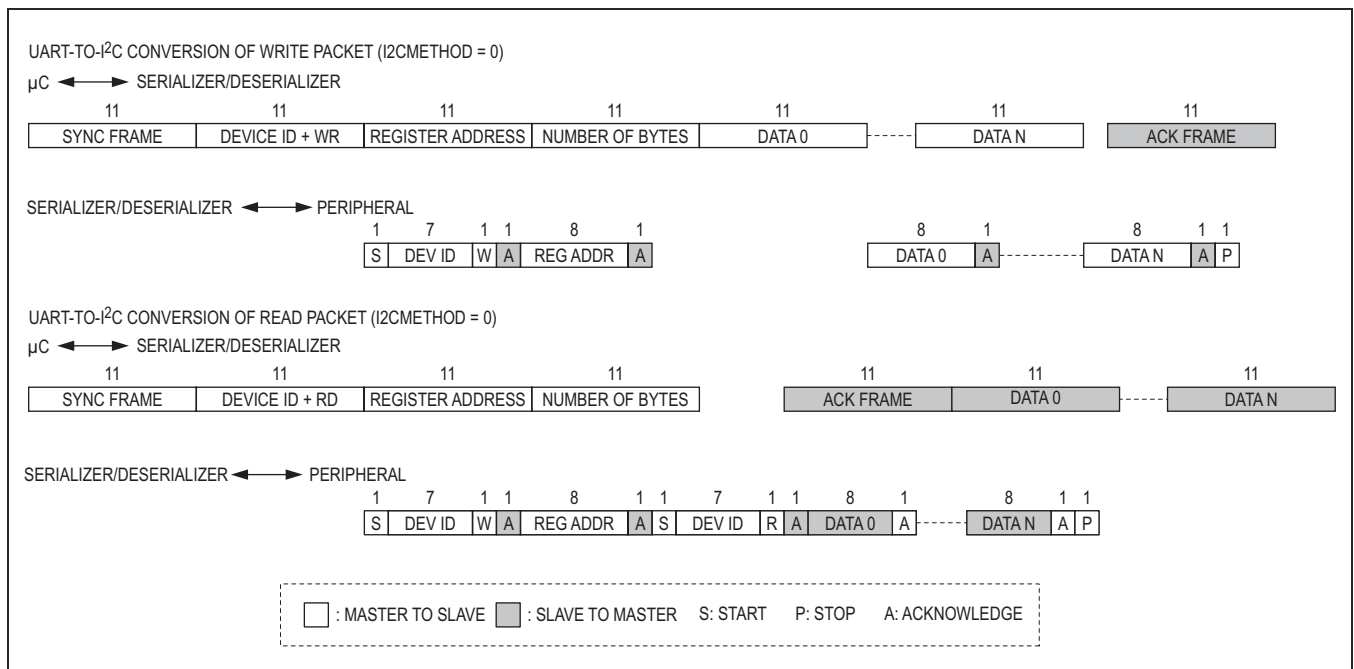 UART-TO-I²C CONVERSION OF WRITE PACKET (I2CMETHOD = 0)
µC SERIALIZER/DESERIALIZER
11 11 11 11 11 11 11
SYNC FRAME DEVICE ID + WR REGISTER ADDRESS NUMBER OF BYTES DATA 0 DATA N ACK FRAME
SERIALIZER/DESERIALIZER PERIPHERAL
1 7 1 1 8 1 8 1 8 1 1
S DEV ID W A REG ADDR A DATA 0 A DATA N A P
UART-TO-I²C CONVERSION OF READ PACKET (I2CMETHOD = 0)
µC SERIALIZER/DESERIALIZER
11 11 11 11 11 11 11
SYNC FRAME DEVICE ID + RD REGISTER ADDRESS NUMBER OF BYTES ACK FRAME DATA 0 DATA N
SERIALIZER/DESERIALIZER PERIPHERAL
1 7 1 1 8 1 1 7 1 1 8 1 8 1 1
S DEV ID W A REG ADDR A S DEV ID R A DATA 0 A DATA N A P
: MASTER TO SLAVE : SLAVE TO MASTER S: START P: STOP A: ACKNOWLEDGE